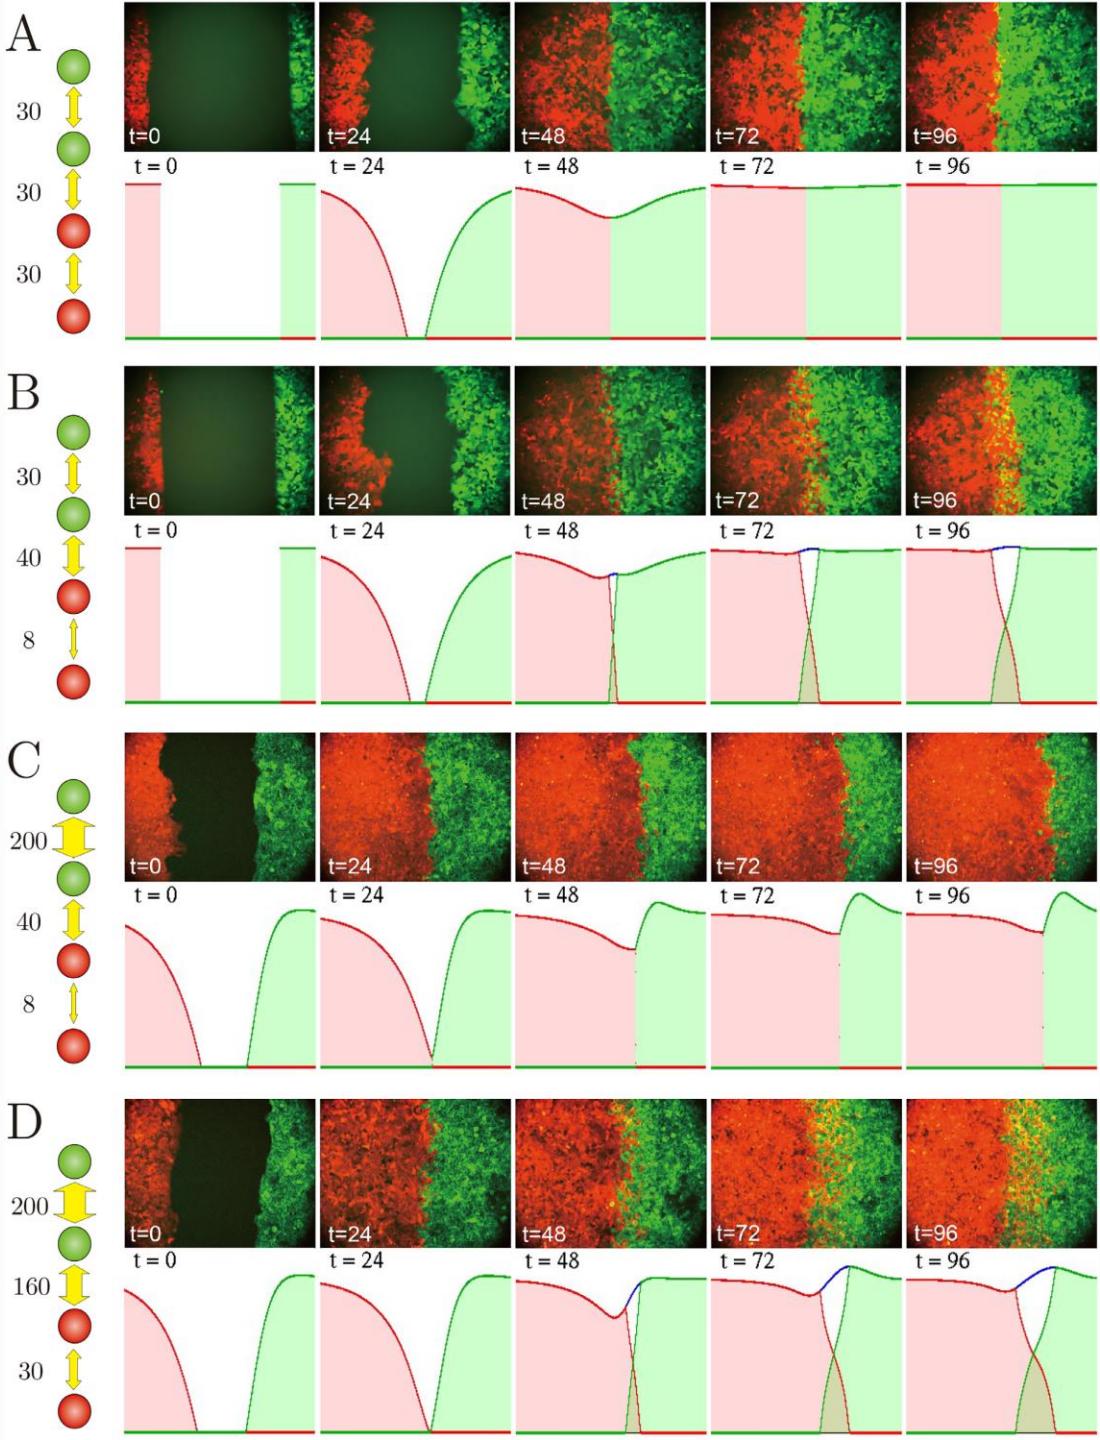 A
30
30
30
t=0 t=24 t=48 t=72 t=96
t = 0 t = 24 t = 48 t = 72 t = 96
B
30
40
8
t=0 t=24 t=48 t=72 t=96
t = 0 t = 24 t = 48 t = 72 t = 96
C
200
40
8
t=0 t=24 t=48 t=72 t=96
t = 0 t = 24 t = 48 t = 72 t = 96
D
200
160
30
t=0 t=24 t=48 t=72 t=96
t = 0 t = 24 t = 48 t = 72 t = 96